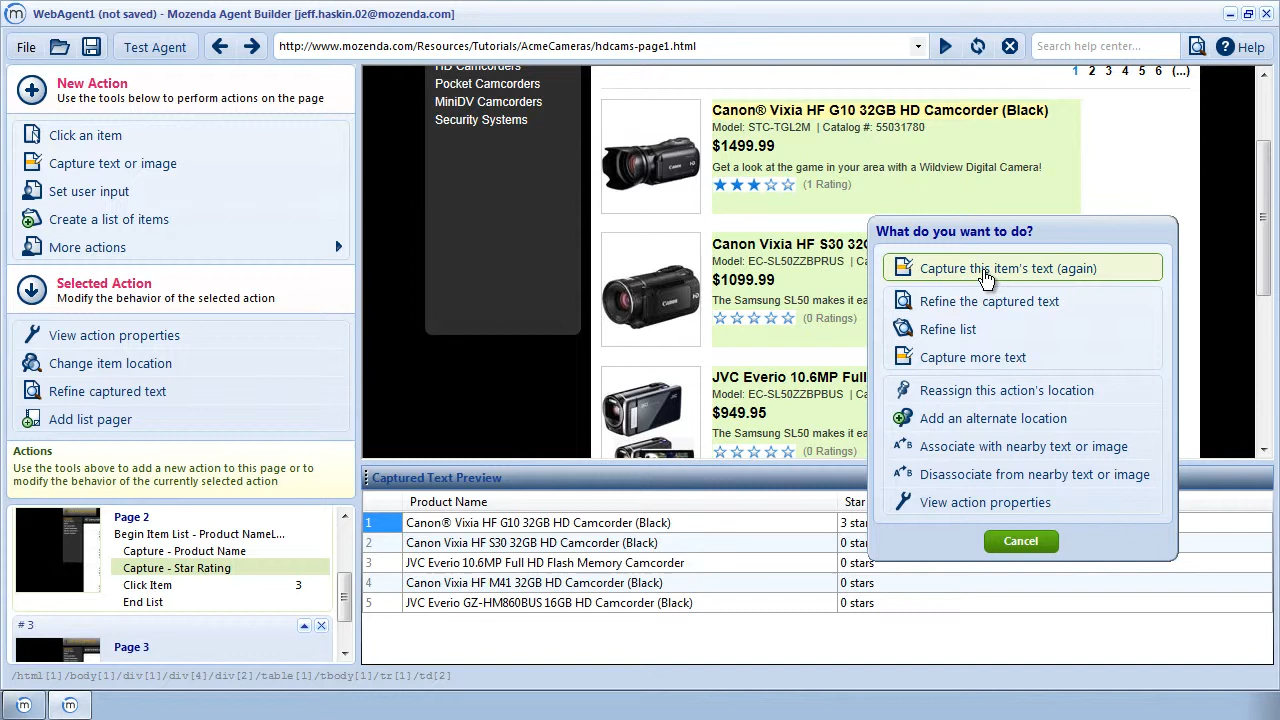 WebAgent1 (not saved) - Mozenda Agent Builder [jeff.haskin.02@mozenda.com]
File
Test Agent
http://www.mozenda.com/Resources/Tutorials/AcmeCameras/hdcams-page1.html
Search help center...
Help
New Action
Use the tools below to perform actions on the page
Click an item
Capture text or image
Set user input
Create a list of items
More actions
Selected Action
Modify the behavior of the selected action
View action properties
Change item location
Refine captured text
Add list pager
Actions
Use the tools above to add a new action to this page or to
modify the behavior of the currently selected action
Page 2
Begin Item List - Product NameL...
Capture - Product Name
Capture - Star Rating
Click Item 3
End List
# 3
Page 3
HD Camcorders
Pocket Camcorders
MiniDV Camcorders
Security Systems
1 2 3 4 5 6 (...)
Canon® Vixia HF G10 32GB HD Camcorder (Black)
Model: STC-TGL2M | Catalog #: 55031780
$1499.99
Get a look at the game in your area with a Wildview Digital Camera!
(1 Rating)
Canon Vixia HF S30 32G
Model: EC-SL50ZZBPRUS | Ca
$1099.99
The Samsung SL50 makes it ea
(0 Ratings)
JVC Everio 10.6MP Full
Model: EC-SL50ZZBPBUS | Ca
$949.95
The Samsung SL50 makes it ea
(0 Ratings)
What do you want to do?
Capture this item's text (again)
Refine the captured text
Refine list
Capture more text
Reassign this action's location
Add an alternate location
Associate with nearby text or image
Disassociate from nearby text or image
View action properties
Cancel
Captured Text Preview
Product Name Star
1 Canon® Vixia HF G10 32GB HD Camcorder (Black) 3 stars
2 Canon Vixia HF S30 32GB HD Camcorder (Black) 0 stars
3 JVC Everio 10.6MP Full HD Flash Memory Camcorder 0 stars
4 Canon Vixia HF M41 32GB HD Camcorder (Black) 0 stars
5 JVC Everio GZ-HM860BUS 16GB HD Camcorder (Black) 0 stars
/html[1]/body[1]/div[1]/div[4]/div[2]/table[1]/tbody[1]/tr[1]/td[2]